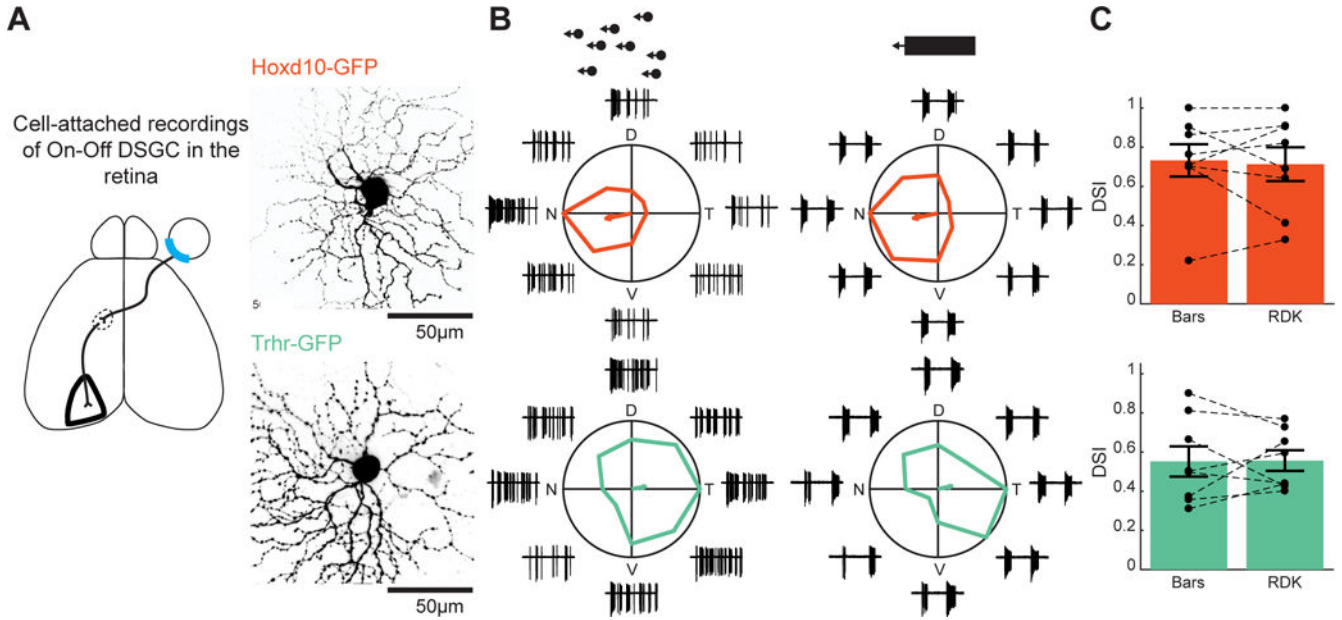 A
B
C
Hoxd10-GFP
Cell-attached recordings
of On-Off DSGC in the
retina
5
50µm
Trhr-GFP
50µm
D
N
T
V
D
N
T
V
D
N
T
V
D
N
T
V
1
0.8
0.6
0.4
0.2
0
DSI
Bars
RDK
1
0.8
0.6
0.4
0.2
0
DSI
Bars
RDK